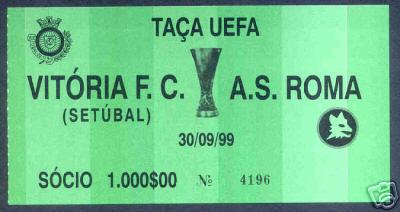 TAÇA UEFA
VITÓRIA F. C. A.S. ROMA
(SETÚBAL)
30/09/99
SÓCIO 1.000$00 Nº 4196